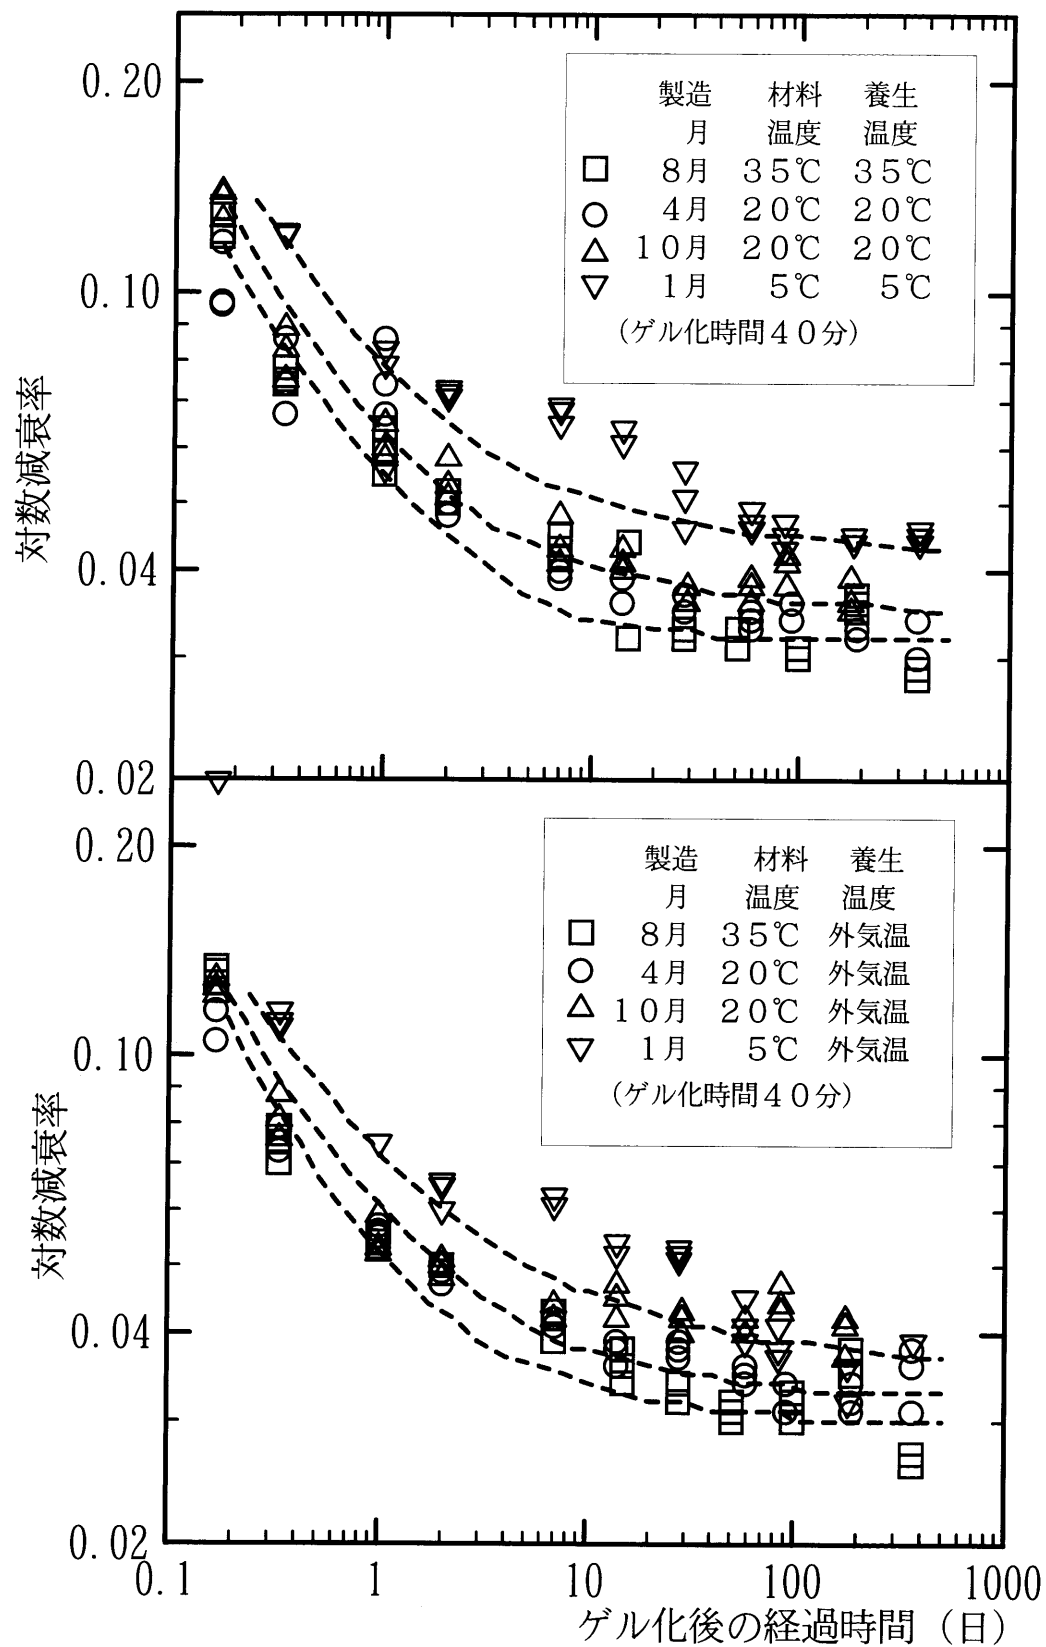 0.20
0.10
0.04
0.02
対数減衰率
製造 材料 養生
月 温度 温度
8月 35℃ 35℃
4月 20℃ 20℃
10月 20℃ 20℃
1月 5℃ 5℃
(ゲル化時間40分)
0.20
0.10
0.04
0.02
対数減衰率
製造 材料 養生
月 温度 温度
8月 35℃ 外気温
4月 20℃ 外気温
10月 20℃ 外気温
1月 5℃ 外気温
(ゲル化時間40分)
0.1 1 10 100 1000
ゲル化後の経過時間(日)